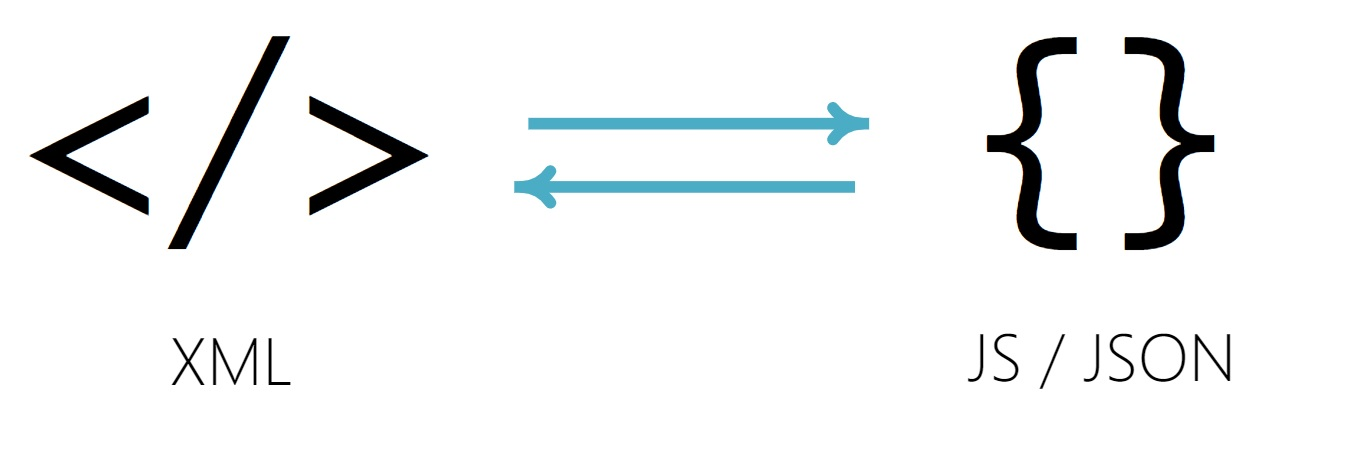 </> {}
XML JS / JSON